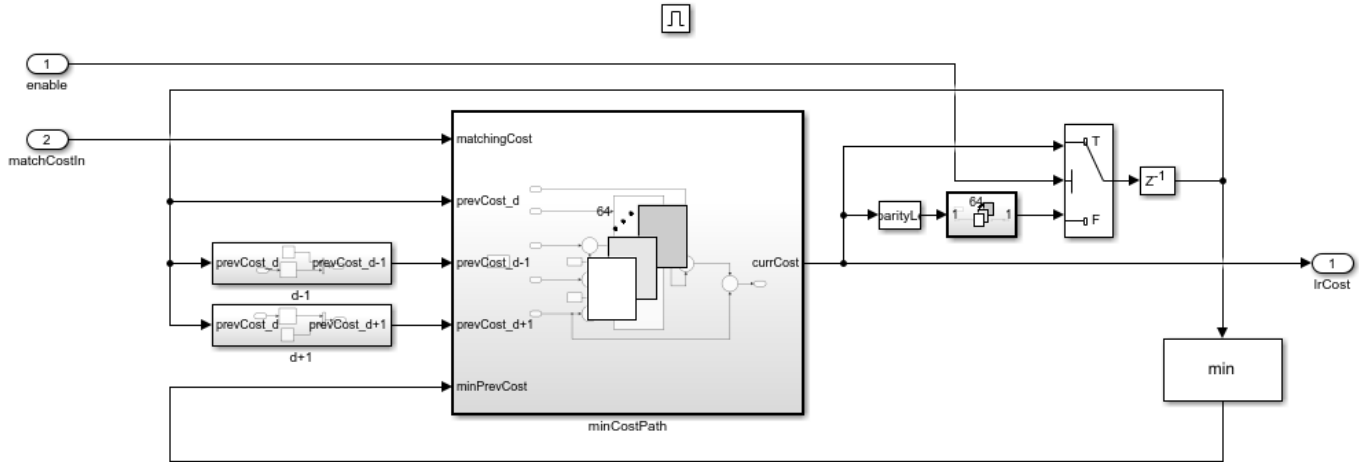 1
enable
2
matchCostIn
matchingCost
prevCost_d
64
prevCost_d
prevCost_d-1
d-1
prevCost_d-1
prevCost_d
prevCost_d+1
d+1
prevCost_d+1
minPrevCost
currCost
minCostPath
parityLe
1
64
1
T
F
Z-1
1
lrCost
min